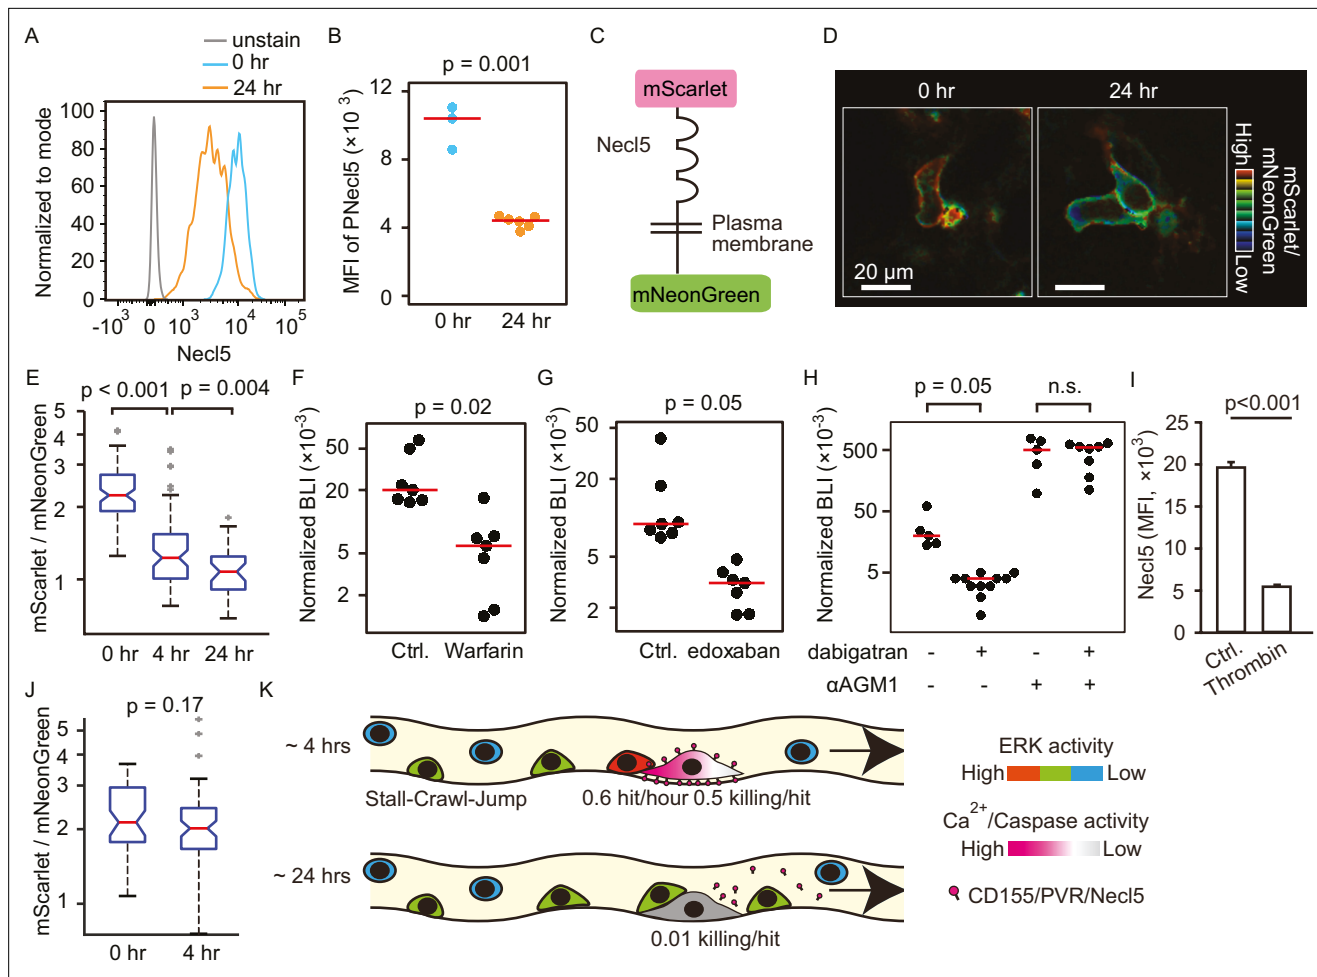 A
unstain
0 hr
24 hr
Normalized to mode
100
80
60
40
20
0
-10³ 0 10³ 10⁴ 10⁵
Necl5
B
p = 0.001
MFI of PNecl5 (×10 3)
12
8
4
0
0 hr 24 hr
C
mScarlet
Necl5
Plasma
membrane
mNeonGreen
D
0 hr 24 hr
20 µm
High
Low
mScarlet/
mNeonGreen
E
p < 0.001 p = 0.004
mScarlet / mNeonGreen
5
4
3
2
1
0 hr 4 hr 24 hr
F
p = 0.02
Normalized BLI (×10⁻³)
50
20
5
2
Ctrl. Warfarin
G
p = 0.05
Normalized BLI (×10⁻³)
50
20
5
2
Ctrl. edoxaban
H
p = 0.05 n.s.
Normalized BLI (×10⁻³)
500
50
5
dabigatran - + - +
αAGM1 - - + +
I
p<0.001
Necl5 (MFI, ×10³)
25
20
15
10
5
0
Ctrl.
Thrombin
J
p = 0.17
mScarlet / mNeonGreen
5
3
2
1
0 hr 4 hr
K
~ 4 hrs
Stall-Crawl-Jump 0.6 hit/hour 0.5 killing/hit
~ 24 hrs
0.01 killing/hit
ERK activity
High Low
Ca²⁺/Caspase activity
High Low
CD155/PVR/Necl5